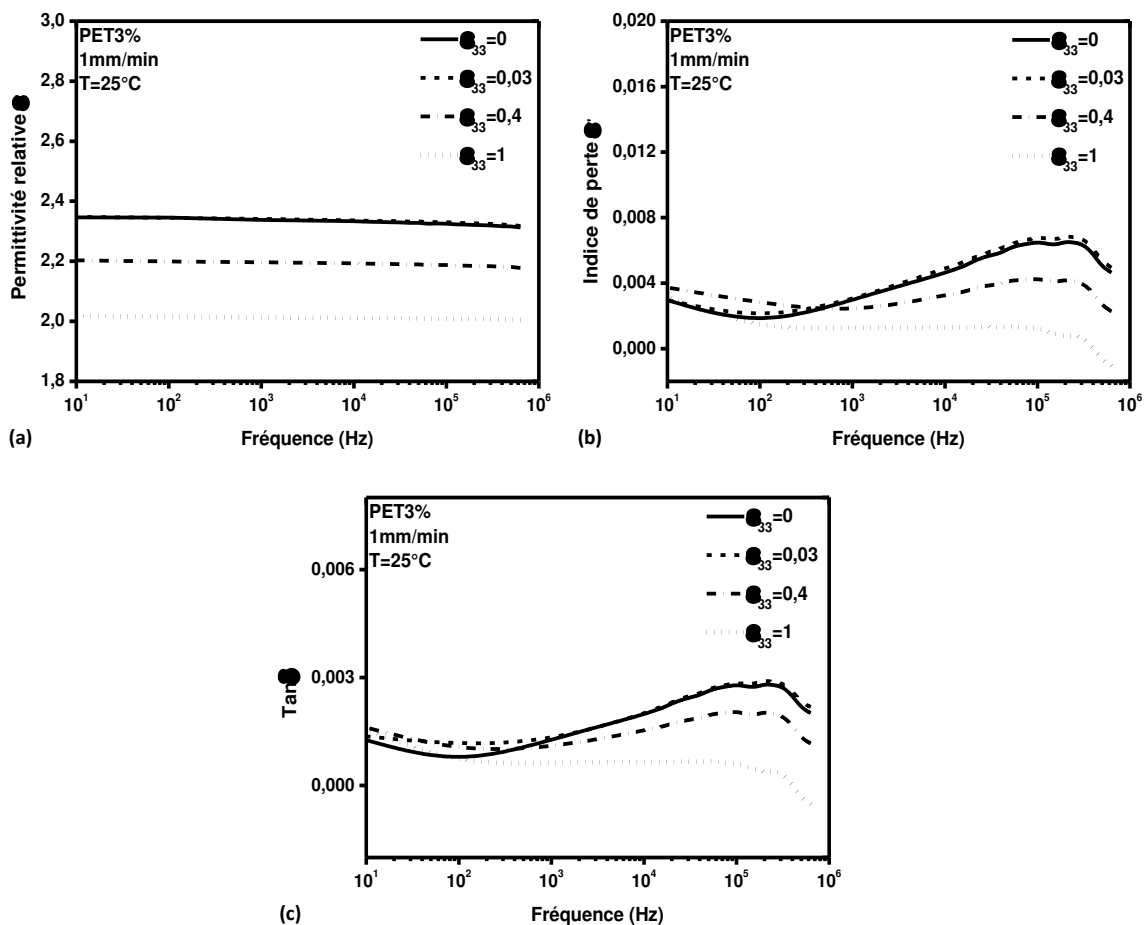 3,0
2,8
2,6
2,4
2,2
2,0
1,8
Permittivité relative
PET3%
1mm/min
T=25°C
33=0
33=0,03
33=0,4
33=1
10¹ 10² 10³ 10⁴ 10⁵ 10⁶
Fréquence (Hz)
(a)
0,020
0,016
0,012
0,008
0,004
0,000
Indice de perte
PET3%
1mm/min
T=25°C
33=0
33=0,03
33=0,4
33=1
10¹ 10² 10³ 10⁴ 10⁵ 10⁶
Fréquence (Hz)
(b)
0,006
0,003
0,000
Tan
PET3%
1mm/min
T=25°C
33=0
33=0,03
33=0,4
33=1
10¹ 10² 10³ 10⁴ 10⁵ 10⁶
Fréquence (Hz)
(c)